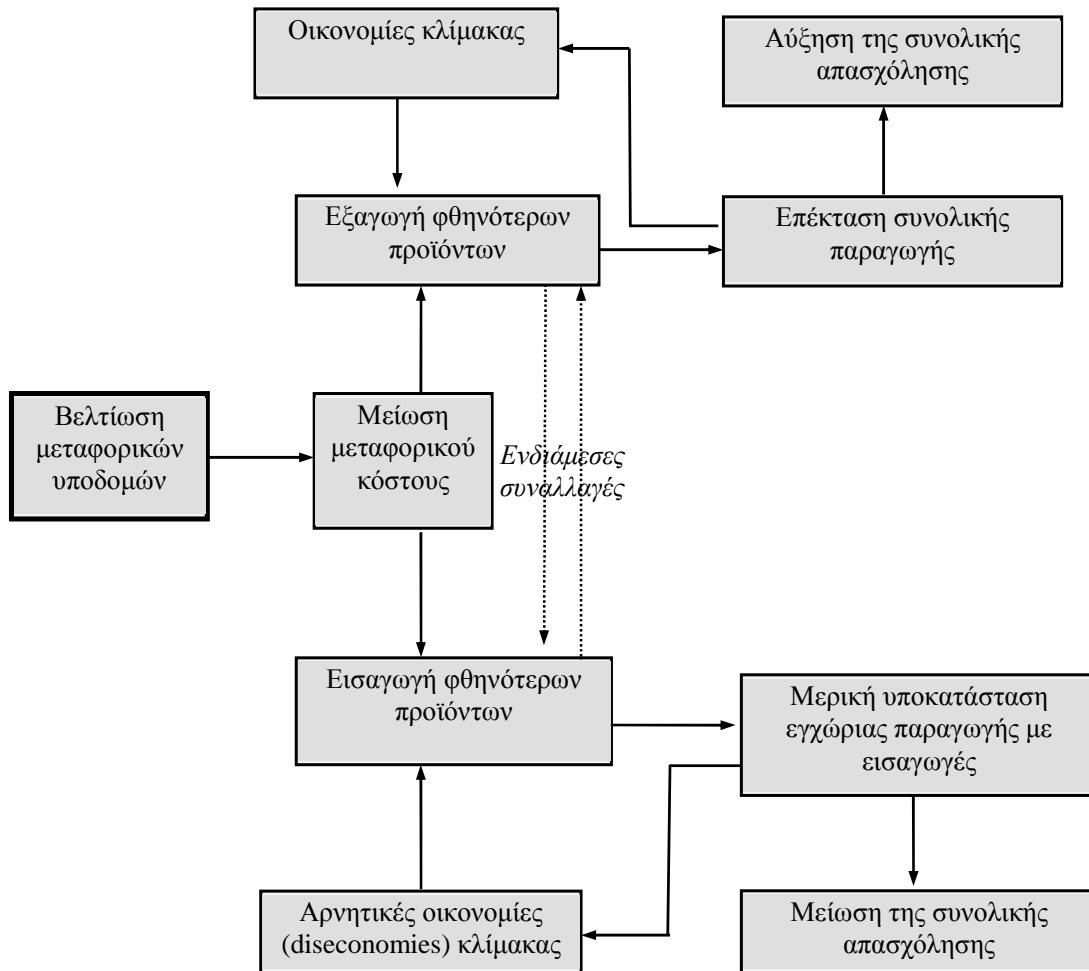 Οικονομίες κλίμακας
Αύξηση της συνολικής
απασχόλησης
Εξαγωγή φθηνότερων
προϊόντων
Επέκταση συνολικής
παραγωγής
Βελτίωση
μεταφορικών
υποδομών
Μείωση
μεταφορικού
κόστους
Ενδιάμεσες
συναλλαγές
Εισαγωγή φθηνότερων
προϊόντων
Μερική υποκατάσταση
εγχώριας παραγωγής με
εισαγωγές
Αρνητικές οικονομίες
(diseconomies) κλίμακας
Μείωση της συνολικής
απασχόλησης